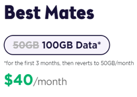 Best Mates
50GB 100GB Data*
*for the first 3 months, then reverts to 50GB/month
$40/month